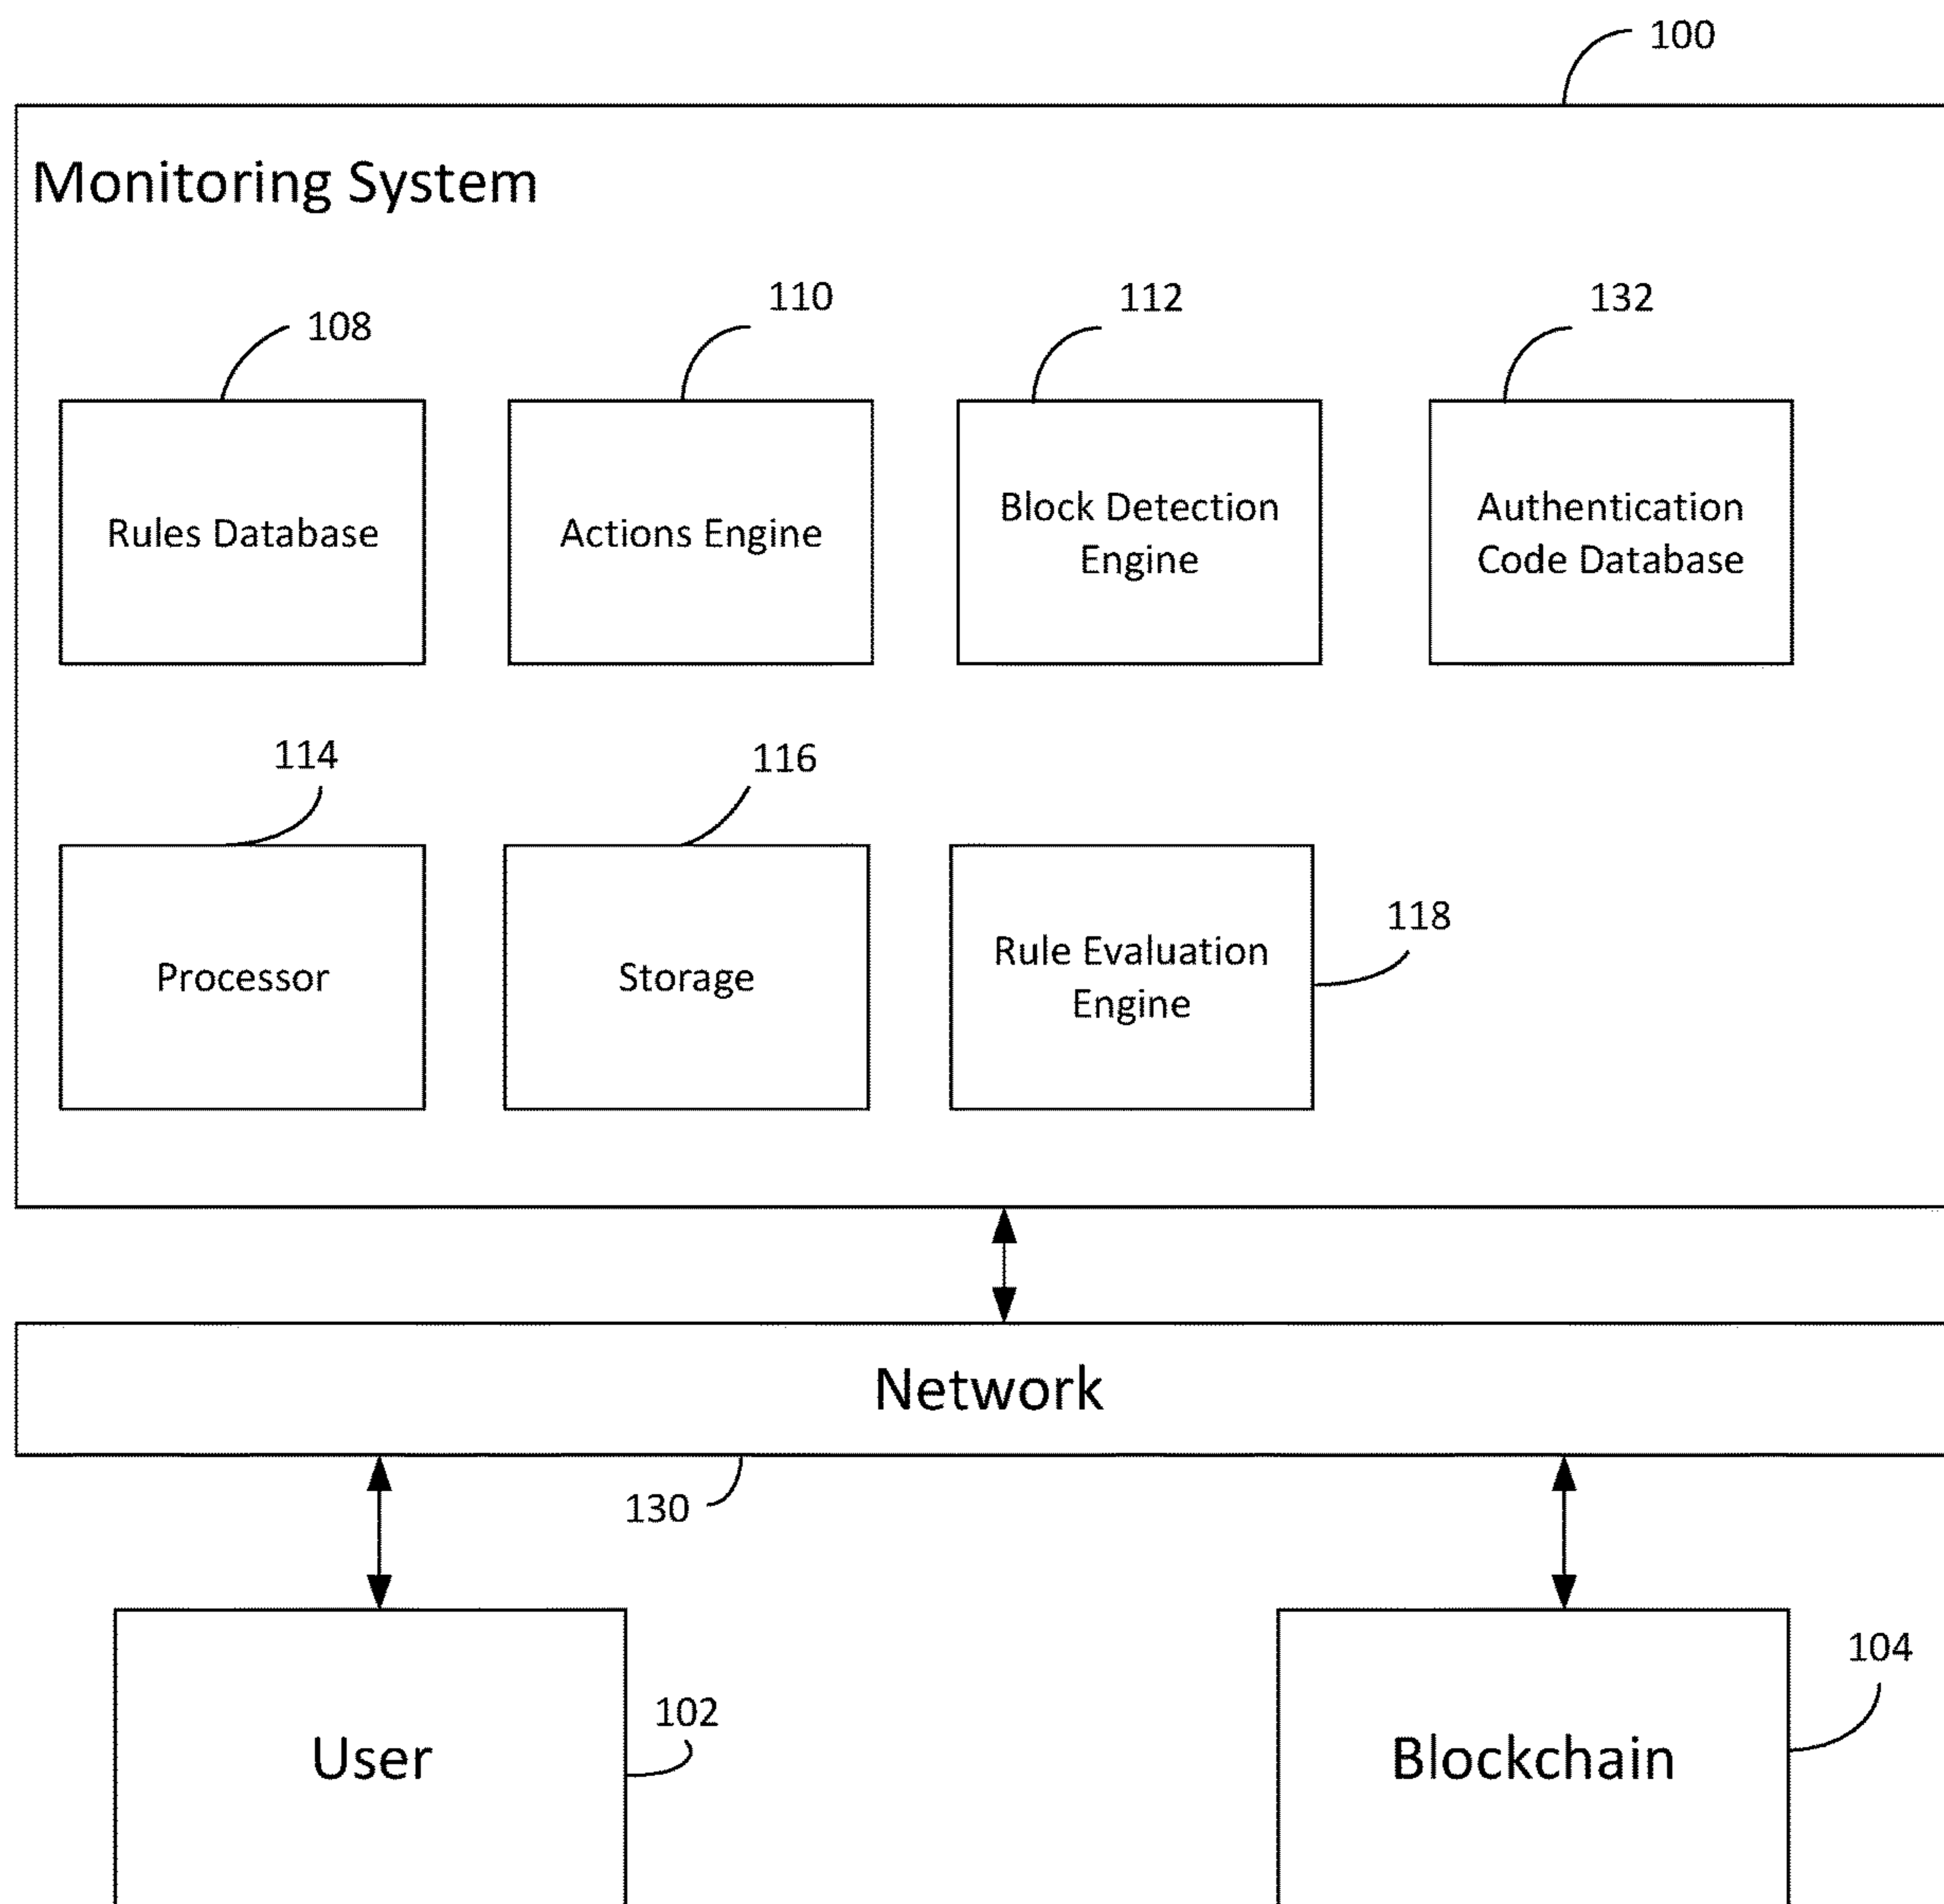 100
Monitoring System
108
110
112
132
Rules Database
Actions Engine
Block Detection
Engine
Authentication
Code Database
114
116
118
Processor
Storage
Rule Evaluation
Engine
Network
130
102
104
User
Blockchain